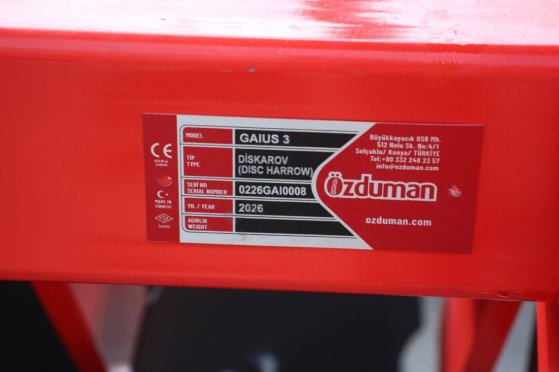 CE
MADE IN
TÜRKİYE
TSE
MODEL
GAIUS 3
TİP
TYPE
DİSKAROV
(DISC HARROW)
SERI NO
SERIAL NUMBER
0226GAI0008
YIL / YEAR
2026
AĞIRLIK
WEIGHT
Büyükkayacık OSB Mh.
512 Nolu Sk. No:4/1
Selçuklu/ Konya/ TÜRKİYE
Tel:+90 332 248 23 57
info@ozduman.com
Özduman
ozduman.com